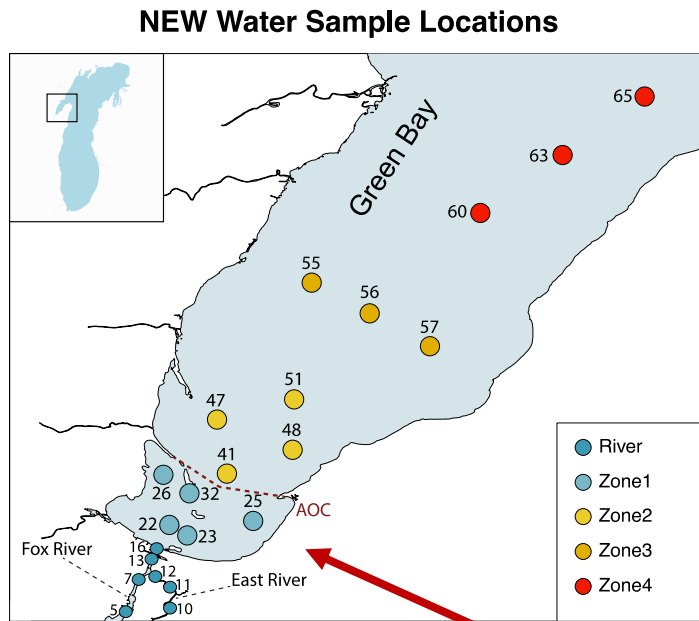 NEW Water Sample Locations
Green Bay
65
63
60
55
56
57
51
47
48
41
26
32
25
AOC
22
23
16
Fox River
13
12
7
11
East River
5
10
River
Zone1
Zone2
Zone3
Zone4